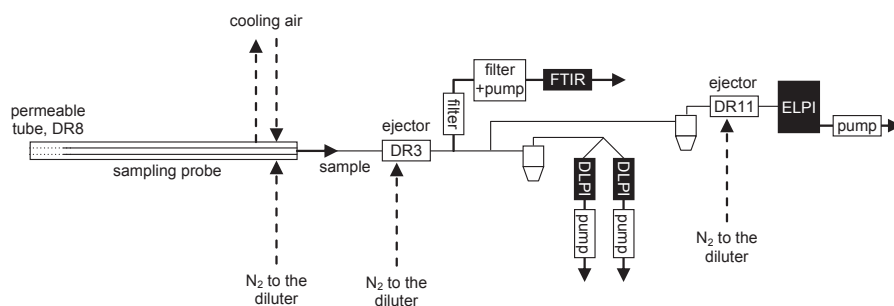 cooling air
permeable
tube, DR8
sampling probe
sample
N₂ to the
diluter
ejector
DR3
N₂ to the
diluter
filter
filter
+pump
FTIR
DLPI
pump
DLPI
pump
ejector
DR11
N₂ to the
diluter
ELPI
pump